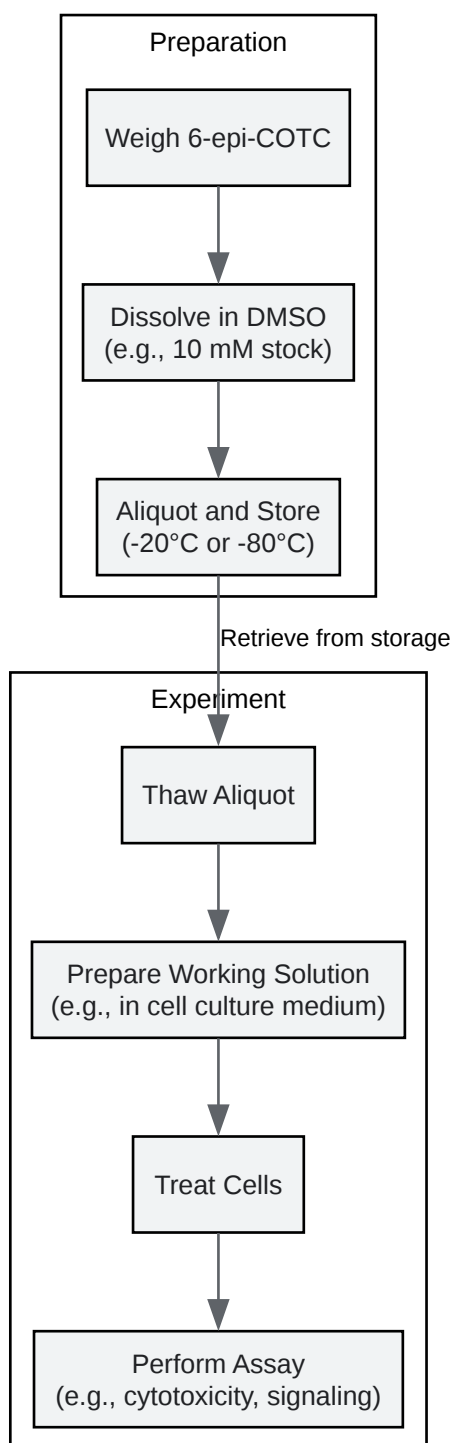 Preparation
Weigh 6-epi-COTC
Dissolve in DMSO
(e.g., 10 mM stock)
Aliquot and Store
(-20°C or -80°C)
Retrieve from storage
Experiment
Thaw Aliquot
Prepare Working Solution
(e.g., in cell culture medium)
Treat Cells
Perform Assay
(e.g., cytotoxicity, signaling)